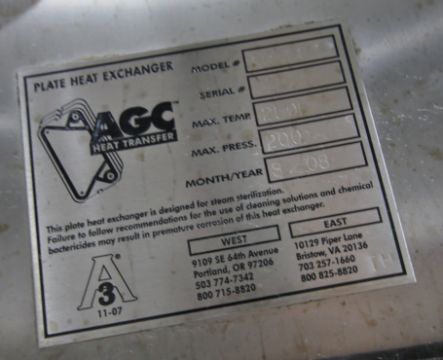 PLATE HEAT EXCHANGER
AGC
HEAT TRANSFER
MODEL #
SERIAL #
MAX. TEMP.
MAX. PRESS.
MONTH/YEAR
This plate heat exchanger is designed for steam sterilization.
Failure to follow recommendations for the use of cleaning solutions and chemical
bactericides may result in premature corrosion of this heat exchanger.
A®
3
11-07
WEST
9109 SE 64th Avenue
Portland, OR 97206
503 774-7342
800 715-8820
EAST
10129 Piper Lane
Bristow, VA 20136
703 257-1660
800 825-8820
TH